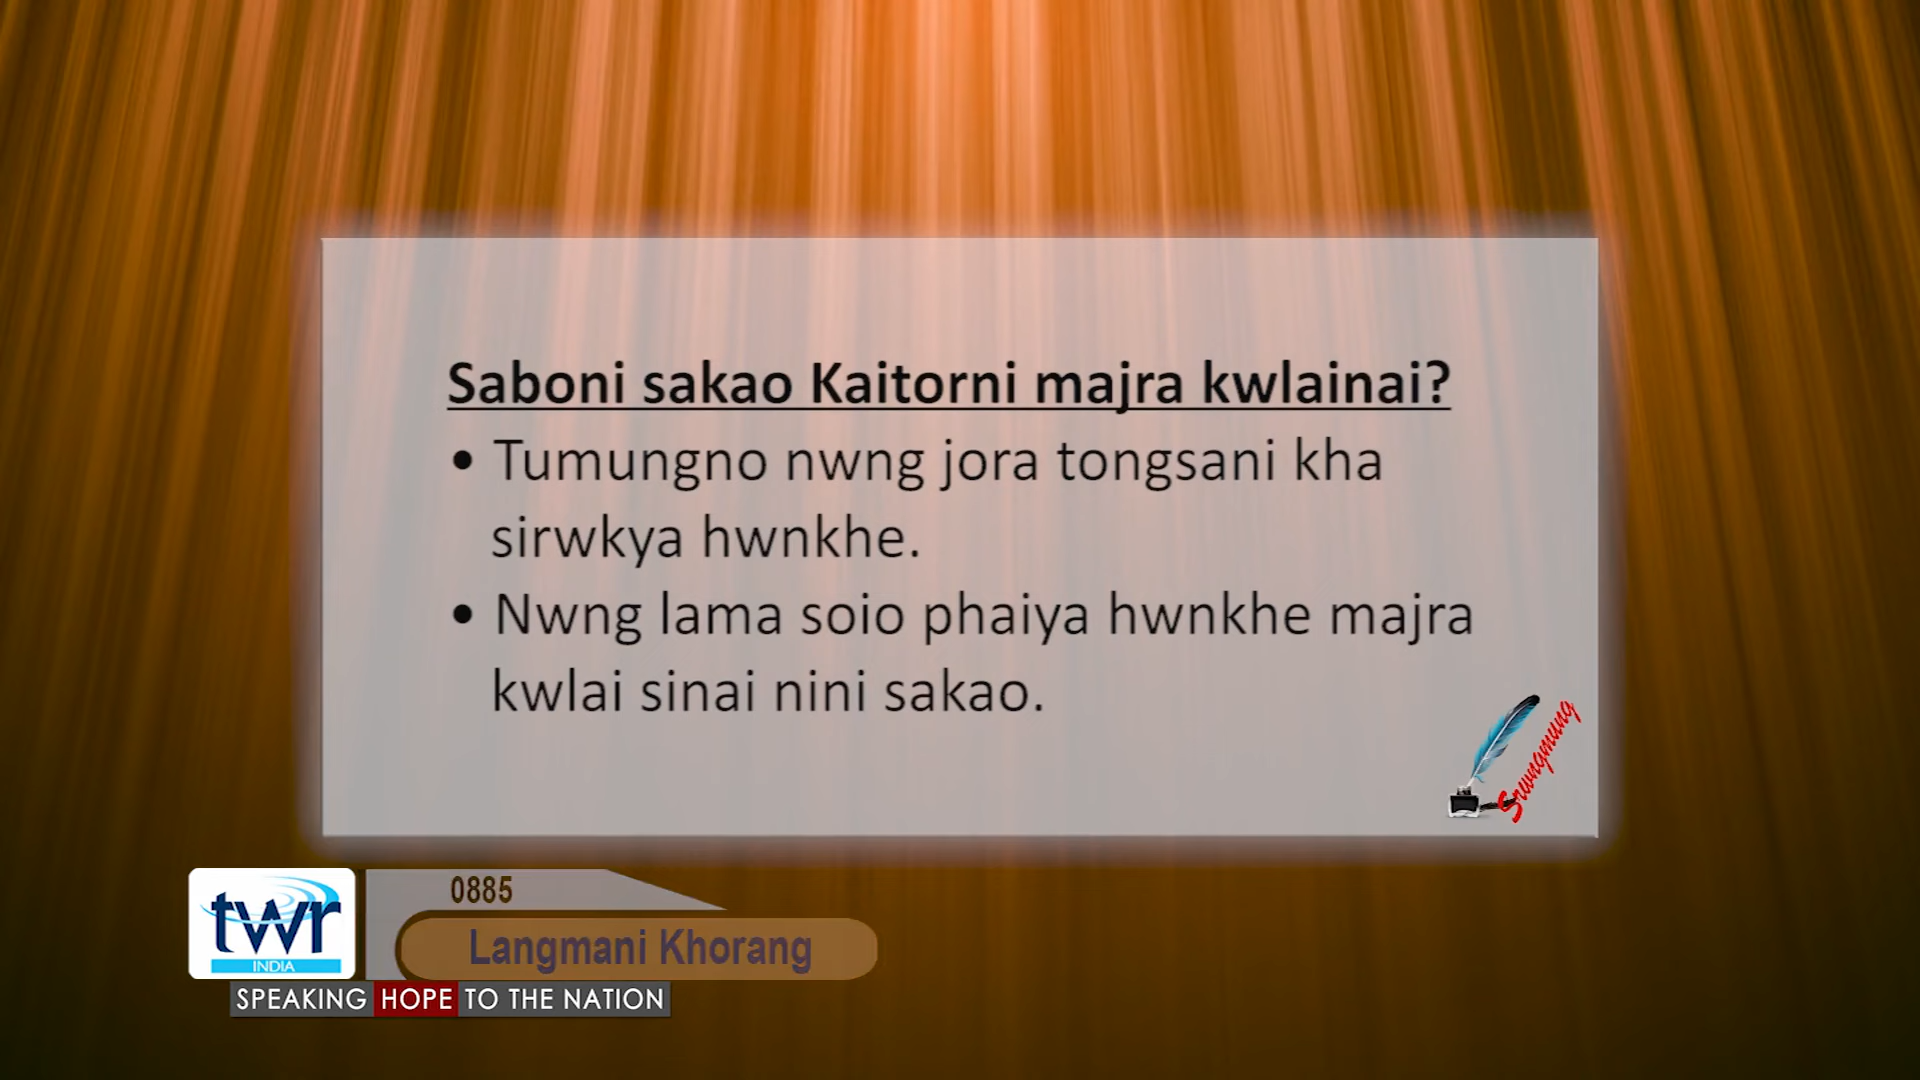 Saboni sakao Kaitorni majra kwlainai?
• Tumungno nwng jora tongsani kha
sirwkya hwnkhe.
• Nwng lama soio phaiya hwnkhe majra
kwlai sinai nini sakao.
Srwngmung
twr
INDIA
0885
Langmani Khorang
SPEAKING HOPE TO THE NATION